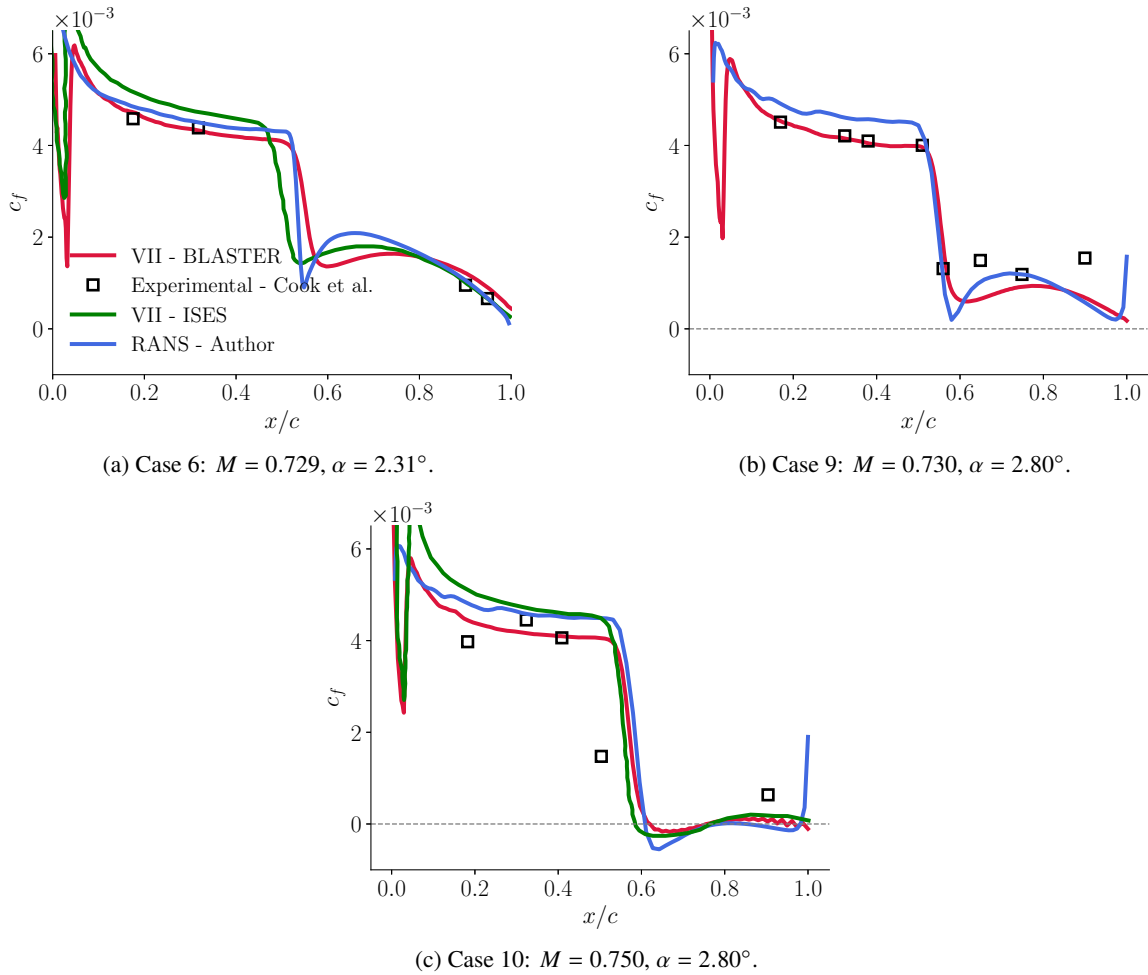 ×10⁻³
6
4
2
0
c_f
VII - BLASTER
Experimental - Cook et al.
VII - ISES
RANS - Author
0.0 0.2 0.4 0.6 0.8 1.0
x/c
(a) Case 6: M = 0.729, α = 2.31°.
×10⁻³
6
4
2
0
c_f
0.0 0.2 0.4 0.6 0.8 1.0
x/c
(b) Case 9: M = 0.730, α = 2.80°.
×10⁻³
6
4
2
0
c_f
0.0 0.2 0.4 0.6 0.8 1.0
x/c
(c) Case 10: M = 0.750, α = 2.80°.